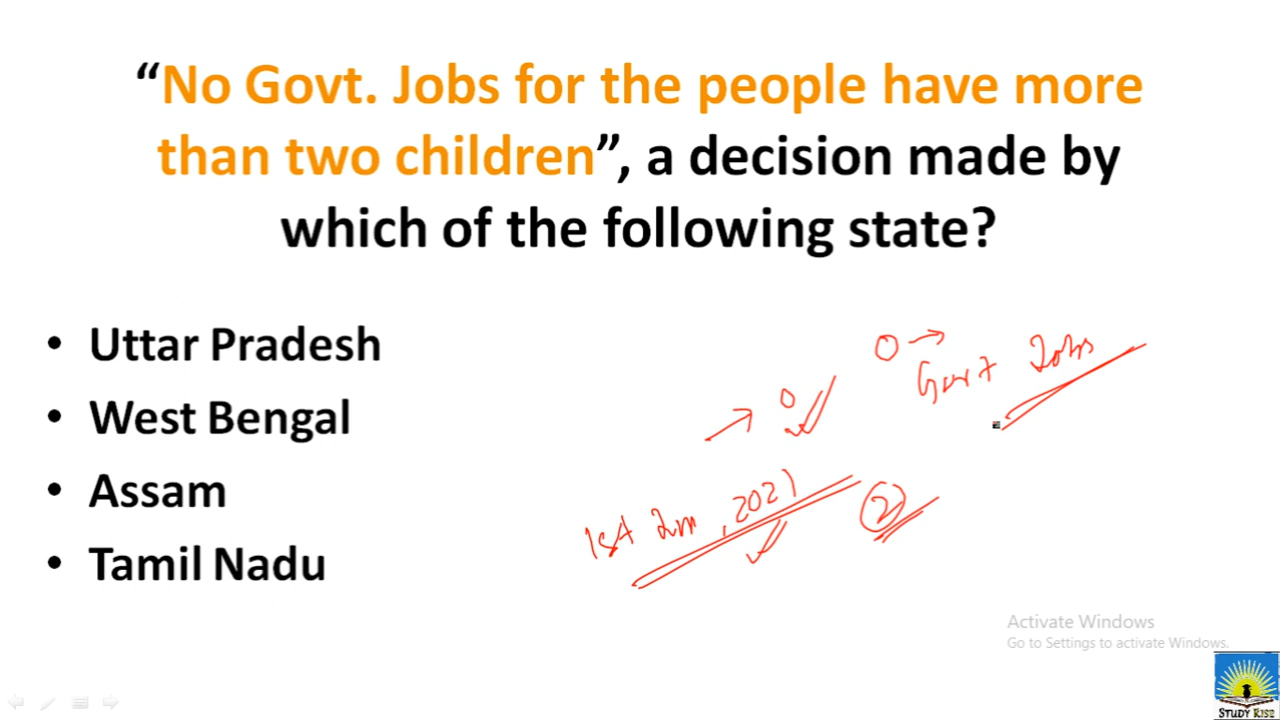 “No Govt. Jobs for the people have more
than two children”, a decision made by
which of the following state?
• Uttar Pradesh
• West Bengal
• Assam
• Tamil Nadu
Govt Jobs
1st Jan, 2021
2
Activate Windows
Go to Settings to activate Windows.
STUDY RISE